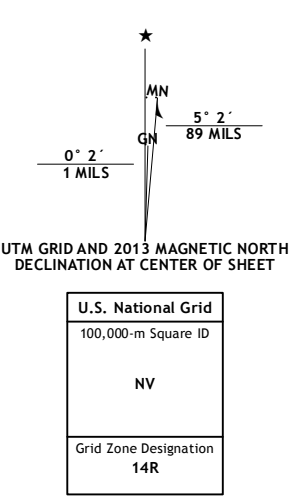 ★
MN
5° 2´
89 MILS
GN
0° 2´
1 MILS
UTM GRID AND 2013 MAGNETIC NORTH
DECLINATION AT CENTER OF SHEET
U.S. National Grid
100,000-m Square ID
NV
Grid Zone Designation
14R